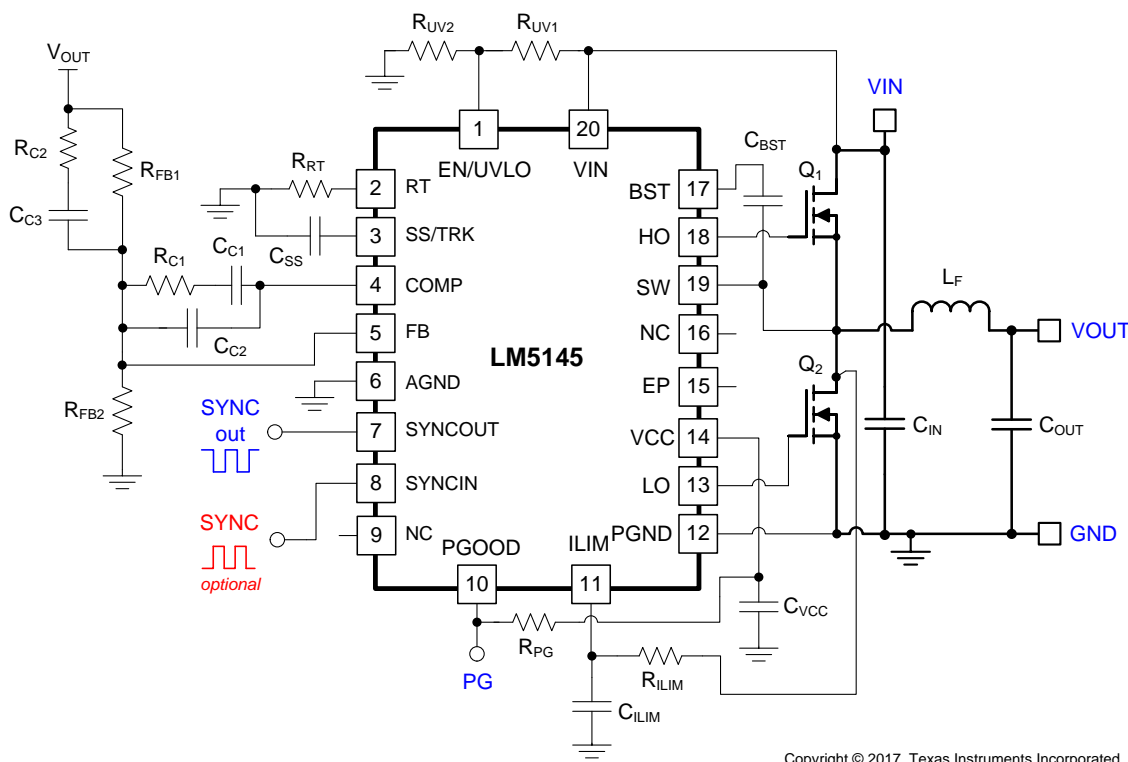 RUV2
RUV1
VOUT
VIN
1
20
CBST
RC2
RFB1
RRT
EN/UVLO
VIN
Q1
2
RT
BST
17
CC3
3
SS/TRK
HO
18
CSS
RC1
CC1
4
COMP
SW
19
LF
5
FB
NC
16
VOUT
CC2
LM5145
6
AGND
EP
15
Q2
RFB2
SYNC
out
7
SYNCOUT
VCC
14
CIN
COUT
8
SYNCIN
LO
13
SYNC
optional
9
NC
PGOOD
ILIM
PGND
12
GND
10
11
CVCC
RPG
PG
RILIM
CILIM
Copyright © 2017, Texas Instruments Incorporated